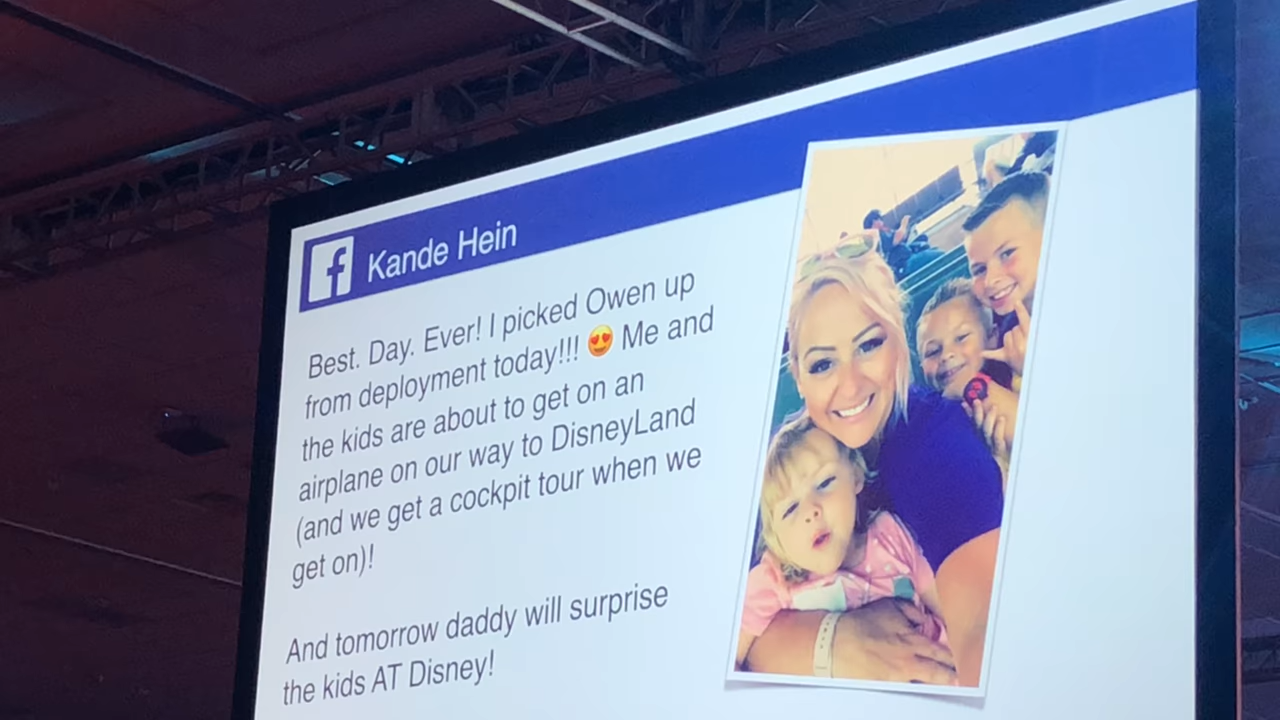 f Kande Hein
Best. Day. Ever! I picked Owen up
from deployment today!!! 😍 Me and
the kids are about to get on an
airplane on our way to DisneyLand
(and we get a cockpit tour when we
get on)!
And tomorrow daddy will surprise
the kids AT Disney!